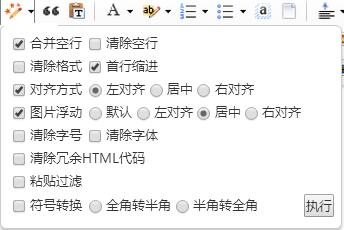 合并空行 清除空行
清除格式 首行缩进
对齐方式 左对齐 居中 右对齐
图片浮动 默认 左对齐 居中 右对齐
清除字号 清除字体
清除冗余HTML代码
粘贴过滤
符号转换 全角转半角 半角转全角 执行